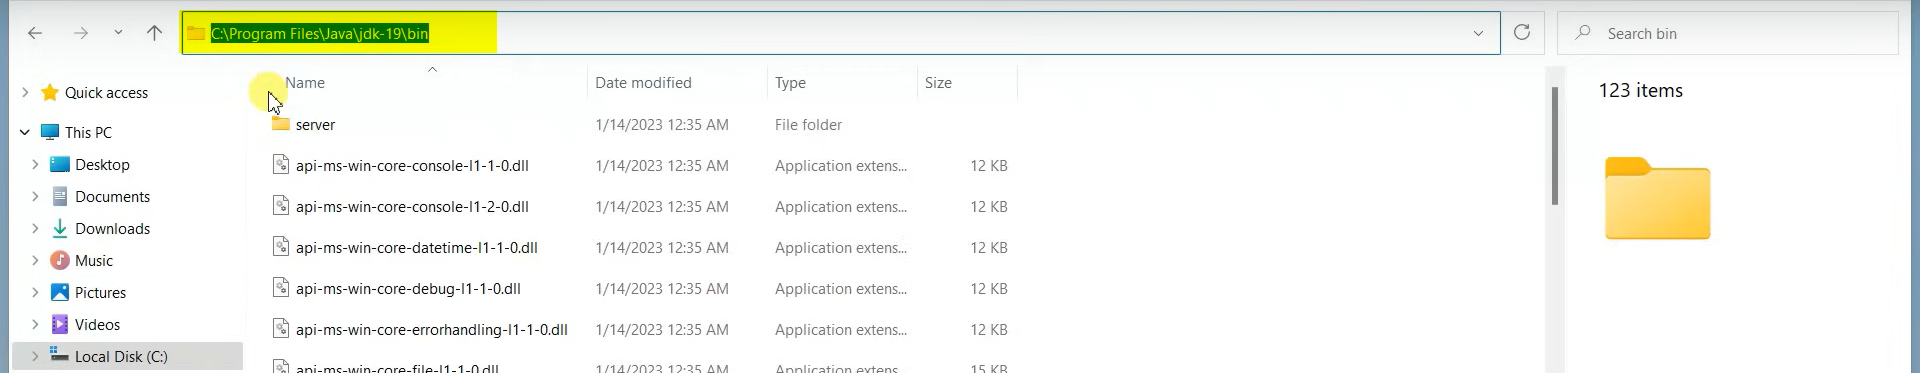 C:\Program Files\Java\jdk-19\bin
Search bin
Quick access
This PC
Desktop
Documents
Downloads
Music
Pictures
Videos
Local Disk (C:)
Name Date modified Type Size
server 1/14/2023 12:35 AM File folder
api-ms-win-core-console-l1-1-0.dll 1/14/2023 12:35 AM Application extens... 12 KB
api-ms-win-core-console-l1-2-0.dll 1/14/2023 12:35 AM Application extens... 12 KB
api-ms-win-core-datetime-l1-1-0.dll 1/14/2023 12:35 AM Application extens... 12 KB
api-ms-win-core-debug-l1-1-0.dll 1/14/2023 12:35 AM Application extens... 12 KB
api-ms-win-core-errorhandling-l1-1-0.dll 1/14/2023 12:35 AM Application extens... 12 KB
api-ms-win-core-file-l1-1-0.dll 1/14/2023 12:35 AM Application extens... 15 KB
123 items